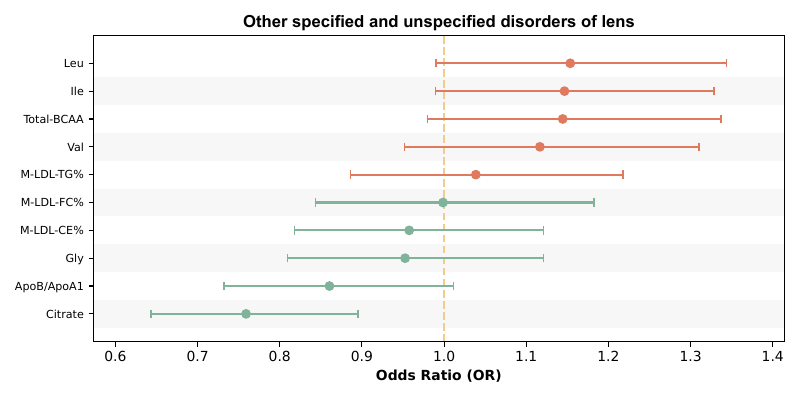 Other specified and unspecified disorders of lens
Leu
Ile
Total-BCAA
Val
M-LDL-TG%
M-LDL-FC%
M-LDL-CE%
Gly
ApoB/ApoA1
Citrate
0.6 0.7 0.8 0.9 1.0 1.1 1.2 1.3 1.4
Odds Ratio (OR)